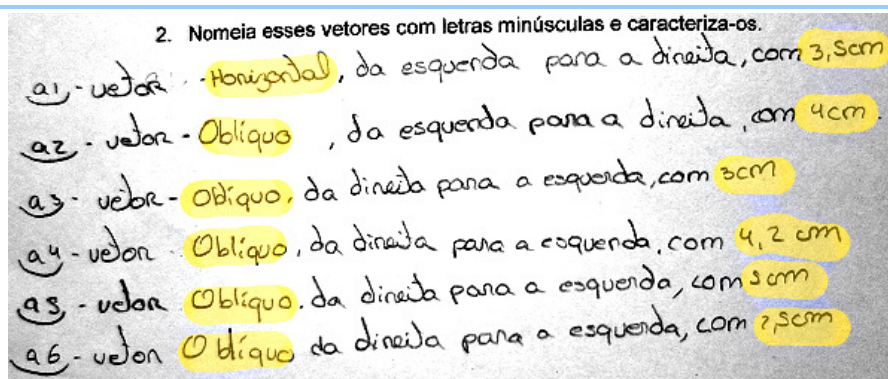 2. Nomeia esses vetores com letras minúsculas e caracteriza-os.
a1, - vetor - Horizontal, da esquerda para a direita, com 3,5cm
a2 - vetor - Oblíquo, da esquerda para a direita, com 4cm.
a3 - vetor - Oblíquo, da direita para a esquerda, com 3cm
a4 - vetor Oblíquo, da direita para a esquerda, com 4,2 cm
a5 - vetor Oblíquo. da direita para a esquerda, com cm
a6 - vetor Oblíquo da direita para a esquerda, com